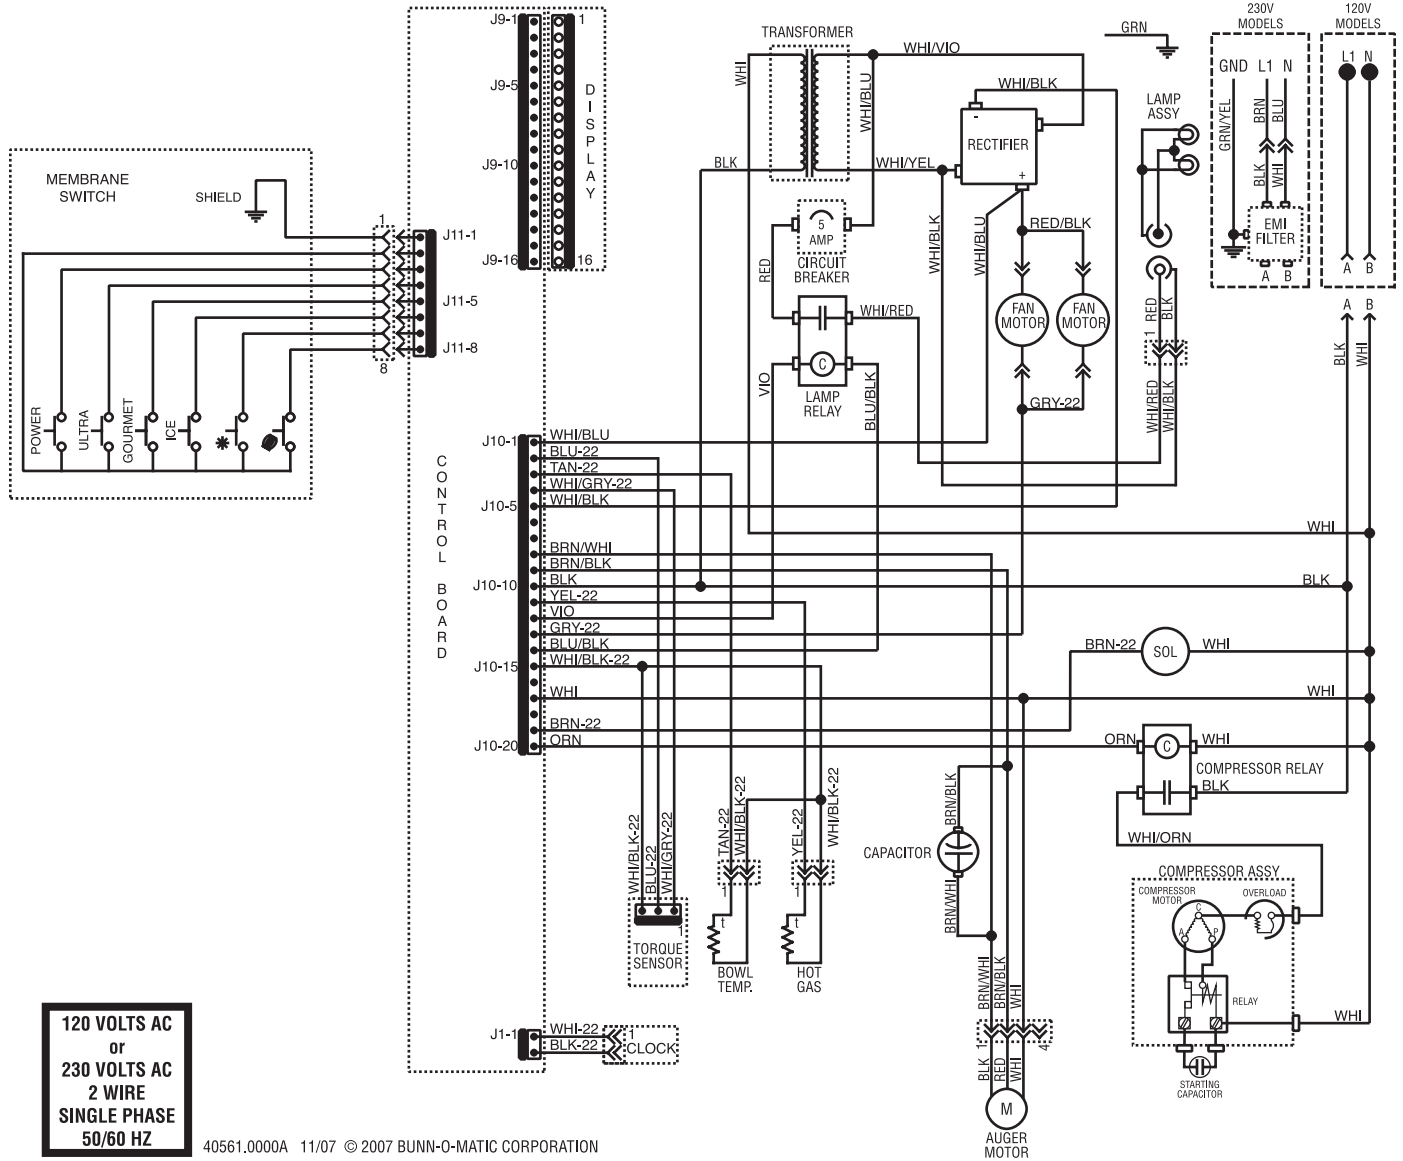 230V
MODELS
120V
MODELS
J9-1
1
TRANSFORMER
WHI/VIO
GRN
L1 N
GND L1 N
WHI
J9-5
DISPLAY
WHI/BLU
WHI/BLK
-
LAMP
ASSY
RECTIFIER
+
BRN
BLU
GRN/YEL
J9-10
BLK
WHI/YEL
BLK
WHI
MEMBRANE
SWITCH
SHIELD
1
J11-1
5
AMP
CIRCUIT
BREAKER
RED/BLK
EMI
FILTER
J9-16
16
RED
WHI/BLK
WHI/BLU
A B
A B
J11-5
WHI/RED
FAN
MOTOR
FAN
MOTOR
RED
BLK
A B
1
J11-8
8
BLK
WHI
C
VIO
LAMP
RELAY
BLU/BLK
GRY-22
WHI/RED
WHI/BLK
POWER
ULTRA
GOURMET
ICE
CONTROL BOARD
J10-1
WHI/BLU
BLU-22
TAN-22
WHI/GRY-22
J10-5
WHI/BLK
WHI
BRN/WHI
BRN/BLK
J10-10
BLK
BLK
YEL-22
VIO
GRY-22
BLU/BLK
BRN-22
SOL
WHI
J10-15
WHI/BLK-22
WHI
WHI
BRN-22
J10-20
ORN
ORN
C
WHI
COMPRESSOR RELAY
BLK
BRN/BLK
TAN-22
WHI/BLK-22
YEL-22
WHI/BLK-22
WHI/BLK-22
BLU-22
WHI/GRY-22
WHI/ORN
CAPACITOR
COMPRESSOR ASSY
COMPRESSOR
MOTOR
OVERLOAD
C
A
P
1
1
BRN/WHI
1
t
t
TORQUE
SENSOR
BOWL
TEMP.
HOT
GAS
BRN/WHI
BRN/BLK
WHI
RELAY
WHI
J1-1
WHI-22
BLK-22
1
CLOCK
1
4
BLK
RED
WHI
STARTING
CAPACITOR
M
AUGER
MOTOR
120 VOLTS AC
or
230 VOLTS AC
2 WIRE
SINGLE PHASE
50/60 HZ
40561.0000A 11/07 © 2007 BUNN-O-MATIC CORPORATION